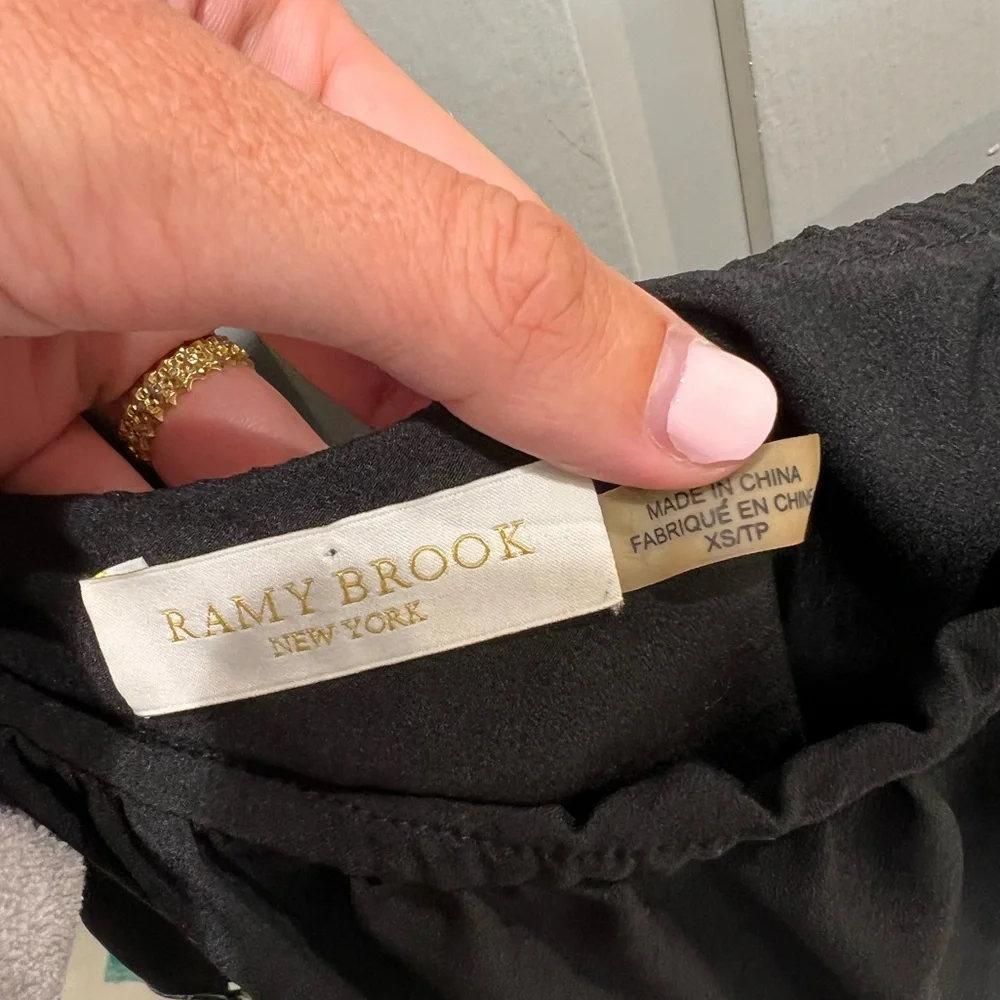 RAMY BROOK
NEW YORK
MADE IN CHINA
FABRIQUÉ EN CHINE
XS/TP